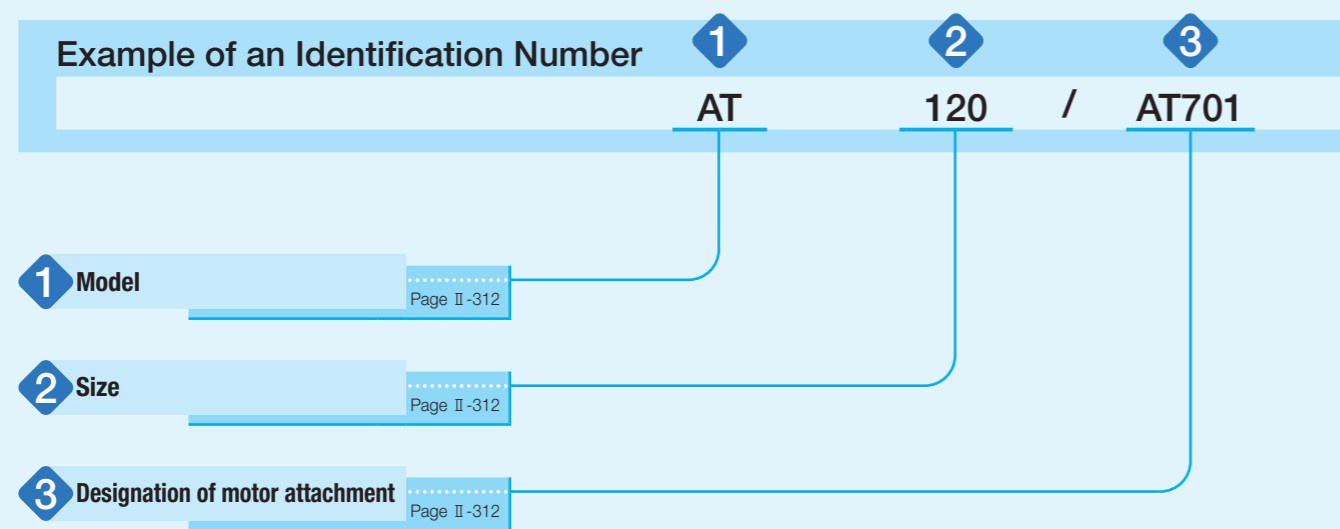 Example of an Identification Number
1 2 3
AT 120 / AT701
1 Model
Page Ⅱ-312
2 Size
Page Ⅱ-312
3 Designation of motor attachment
Page Ⅱ-312